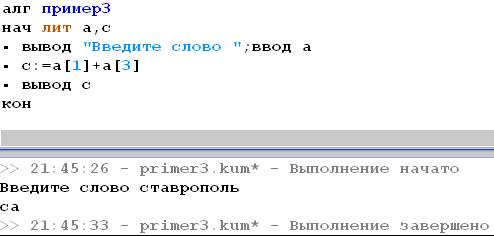 алг пример3
нач лит а,с
▪ вывод "Введите слово ";ввод а
▪ с:=а[1]+а[3]
▪ вывод с
кон
>> 21:45:26 - primer3.kum* - Выполнение начато
Введите слово ставрополь
са
>> 21:45:33 - primer3.kum* - Выполнение завершено